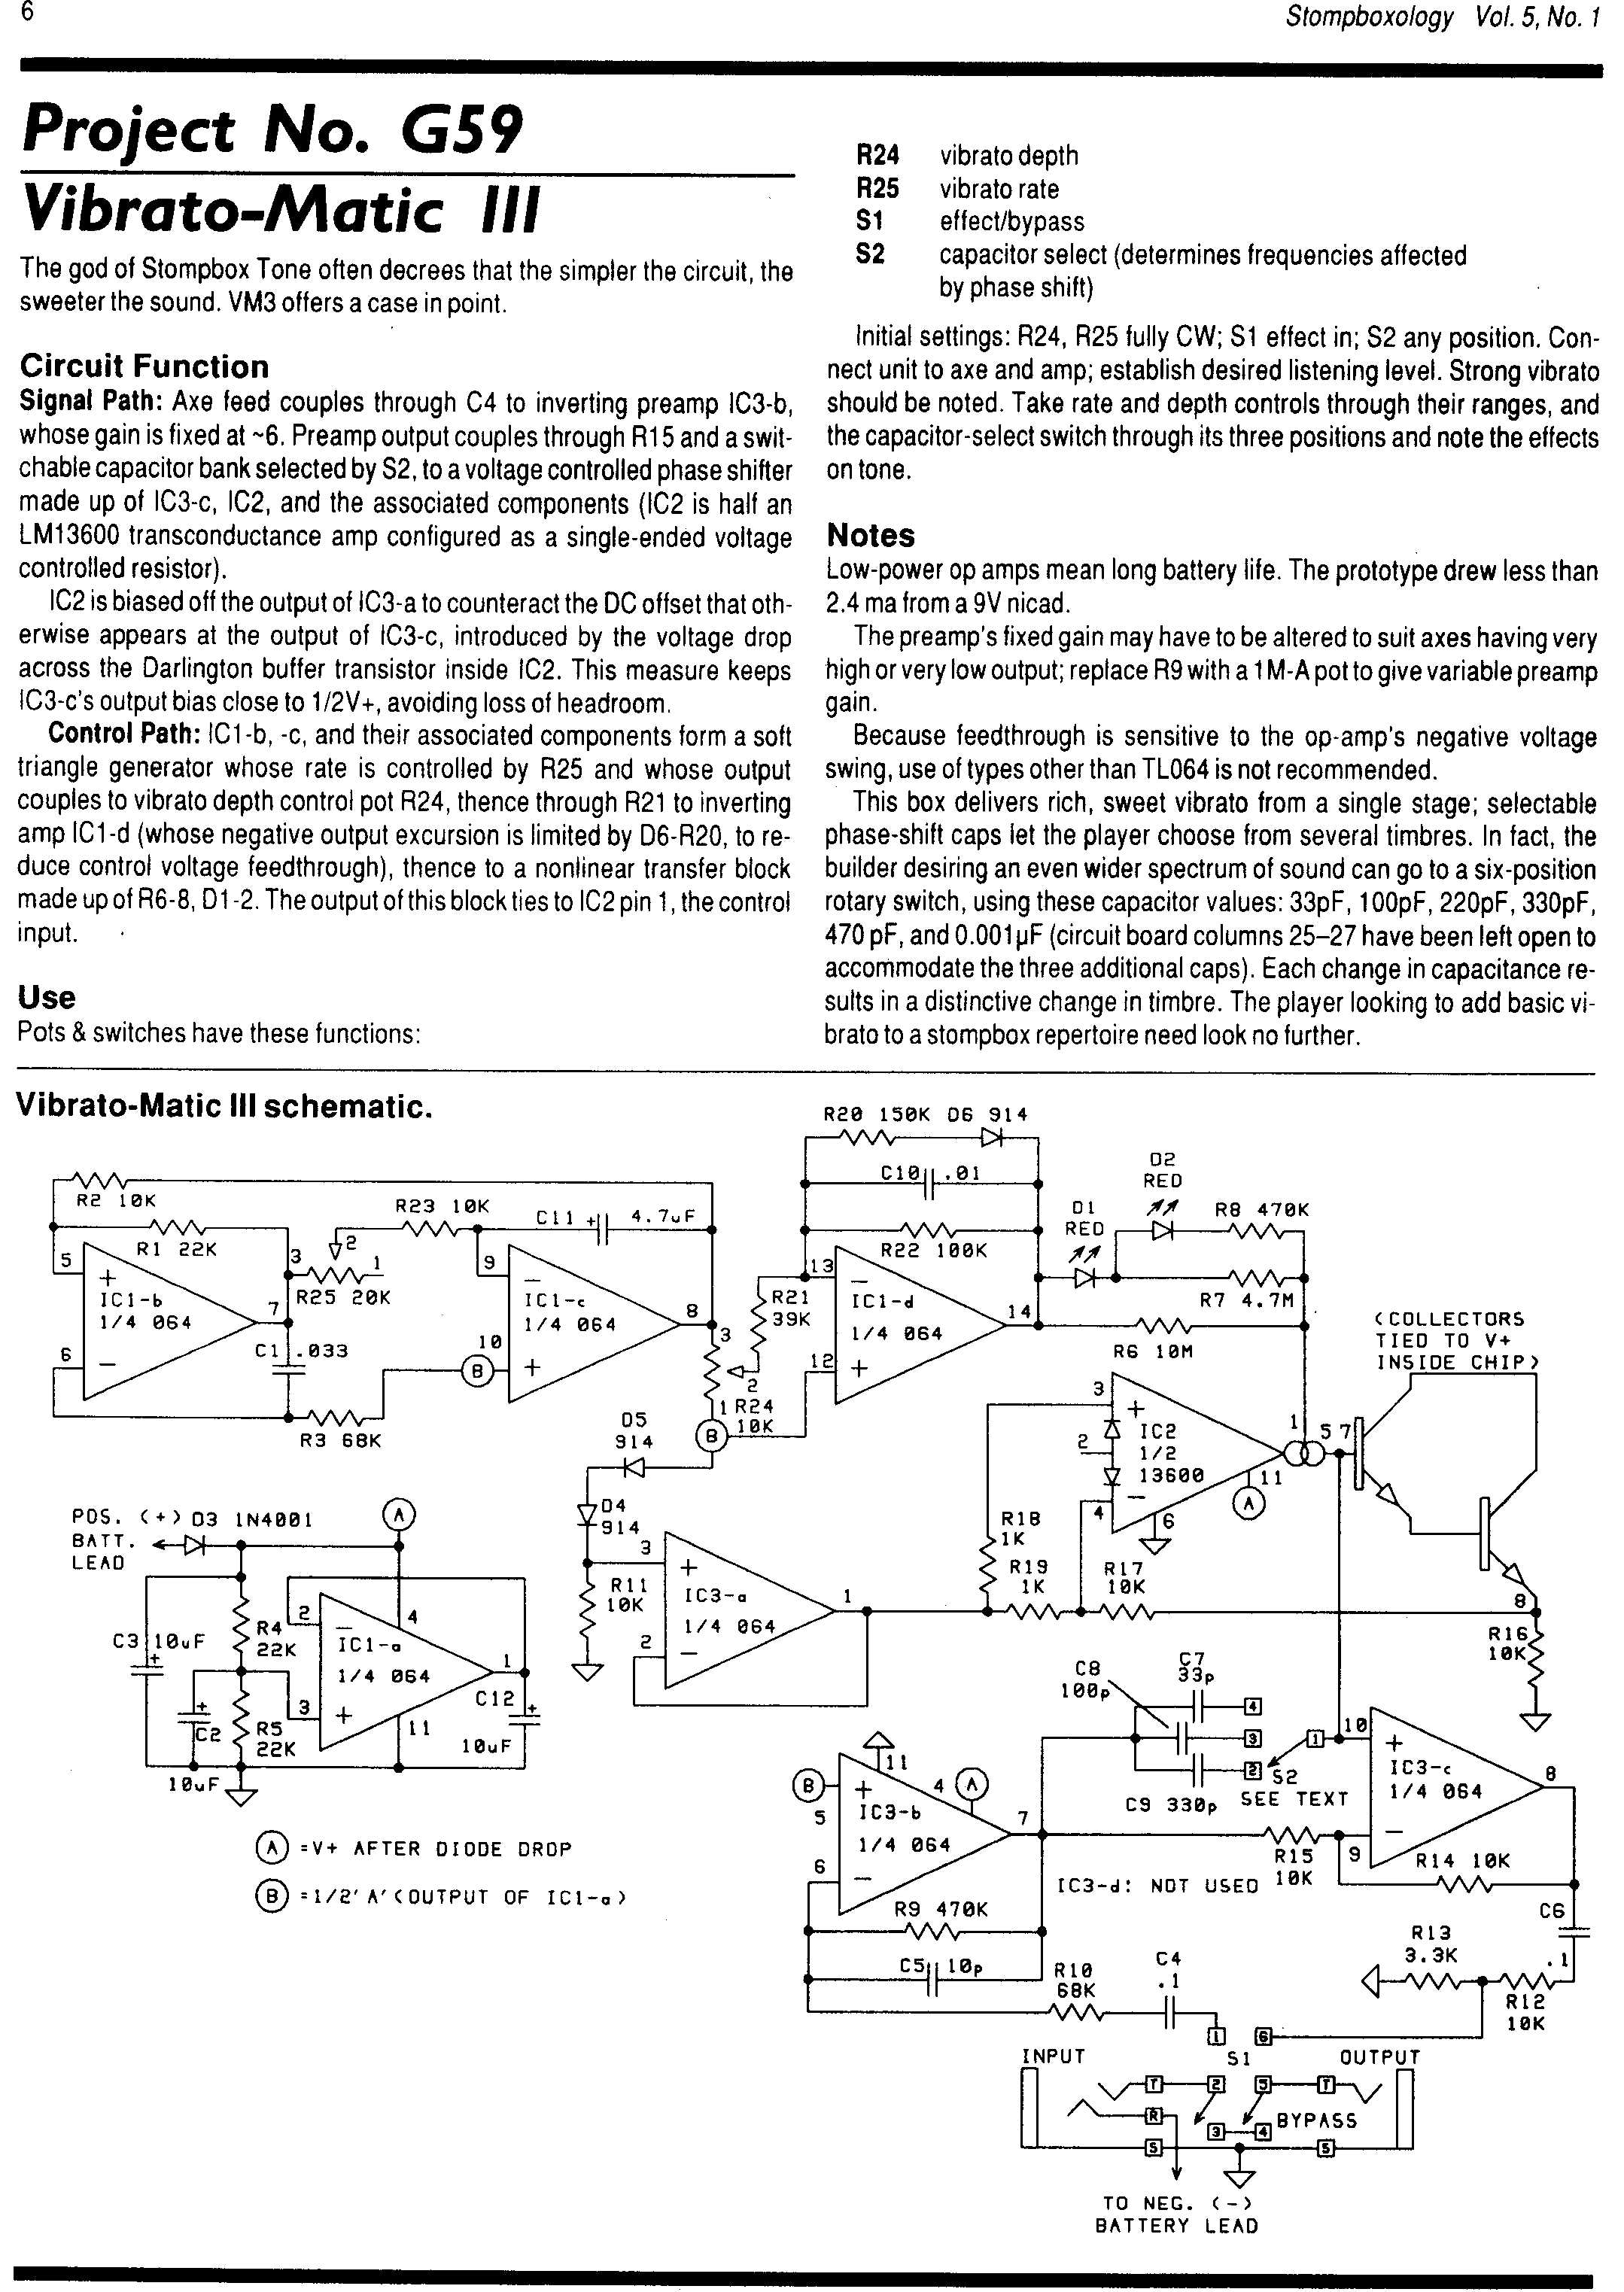 6
Stompboxology Vol. 5, No. 1
Project No. G59
Vibrato-Matic III
The god of Stompbox Tone often decrees that the simpler the circuit, the
sweeter the sound. VM3 offers a case in point.
Circuit Function
Signal Path: Axe feed couples through C4 to inverting preamp IC3-b,
whose gain is fixed at ~6. Preamp output couples through R15 and a swit-
chable capacitor bank selected by S2, to a voltage controlled phase shifter
made up of IC3-c, IC2, and the associated components (IC2 is half an
LM13600 transconductance amp configured as a single-ended voltage
controlled resistor).
IC2 is biased off the output of IC3-a to counteract the DC offset that oth-
erwise appears at the output of IC3-c, introduced by the voltage drop
across the Darlington buffer transistor inside IC2. This measure keeps
IC3-c's output bias close to 1/2V+, avoiding loss of headroom.
Control Path: IC1-b, -c, and their associated components form a soft
triangle generator whose rate is controlled by R25 and whose output
couples to vibrato depth control pot R24, thence through R21 to inverting
amp IC1-d (whose negative output excursion is limited by D6-R20, to re-
duce control voltage feedthrough), thence to a nonlinear transfer block
made up of R6-8, D1-2. The output of this block ties to IC2 pin 1, the control
input.
Use
Pots & switches have these functions:
R24 vibrato depth
R25 vibrato rate
S1 effect/bypass
S2 capacitor select (determines frequencies affected
by phase shift)
Initial settings: R24, R25 fully CW; S1 effect in; S2 any position. Con-
nect unit to axe and amp; establish desired listening level. Strong vibrato
should be noted. Take rate and depth controls through their ranges, and
the capacitor-select switch through its three positions and note the effects
on tone.
Notes
Low-power op amps mean long battery life. The prototype drew less than
2.4 ma from a 9V nicad.
The preamp's fixed gain may have to be altered to suit axes having very
high or very low output; replace R9 with a 1M-A pot to give variable preamp
gain.
Because feedthrough is sensitive to the op-amp's negative voltage
swing, use of types other than TL064 is not recommended.
This box delivers rich, sweet vibrato from a single stage; selectable
phase-shift caps let the player choose from several timbres. In fact, the
builder desiring an even wider spectrum of sound can go to a six-position
rotary switch, using these capacitor values: 33pF, 100pF, 220pF, 330pF,
470 pF, and 0.001µF (circuit board columns 25–27 have been left open to
accommodate the three additional caps). Each change in capacitance re-
sults in a distinctive change in timbre. The player looking to add basic vi-
brato to a stompbox repertoire need look no further.
Vibrato-Matic III schematic.
R20 150K D6 914
C10 .01
R22 100K
R2 10K
R1 22K
5
+
IC1-b
1/4 064
7
6
−
C1 .033
R3 68K
3
2
1
R25 20K
R23 10K
C11 + 4.7uF
9
−
IC1-c
1/4 064
8
10
+
B
3
2
1 R24
10K
B
R21
39K
13
−
IC1-d
1/4 064
14
12
+
D1
RED
D2
RED
R8 470K
R7 4.7M
R6 10M
(COLLECTORS
TIED TO V+
INSIDE CHIP)
3
+
IC2
1/2
13600
2
−
4
6
1
5 7
11
A
8
R16
10K
D5
914
D4
914
R11
10K
3
+
IC3-a
1/4 064
1
2
−
R18
1K
R19
1K
R17
10K
POS. (+) D3 1N4001
BATT.
LEAD
A
C3 10uF
+
R4
22K
C2
+
10uF
R5
22K
2
−
4
IC1-a
1/4 064
1
3
+
11
C12
+
10uF
A =V+ AFTER DIODE DROP
B =1/2'A'(OUTPUT OF IC1-a)
C7
33p
C8
100p
C9 330p
4
3
2
1
S2
SEE TEXT
10
+
IC3-c
1/4 064
8
−
9
R15
10K
R14 10K
B
5
+
11
4
A
IC3-b
1/4 064
7
6
−
R9 470K
C5 10p
IC3-d: NOT USED
R10
68K
C4
.1
C6
.1
R13
3.3K
R12
10K
1
6
INPUT
S1
OUTPUT
T
2
5
T
R
3
4
BYPASS
S
S
TO NEG. (-)
BATTERY LEAD